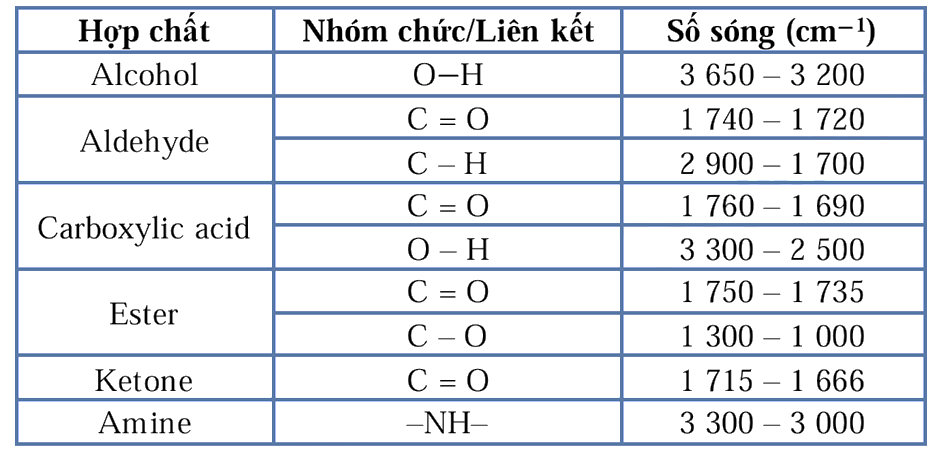 Hợp chất Nhóm chức/Liên kết Số sóng (cm−1)
Alcohol O−H 3 650 – 3 200
Aldehyde C = O 1 740 – 1 720
C – H 2 900 – 1 700
Carboxylic acid C = O 1 760 – 1 690
O – H 3 300 – 2 500
Ester C = O 1 750 – 1 735
C – O 1 300 – 1 000
Ketone C = O 1 715 – 1 666
Amine –NH– 3 300 – 3 000